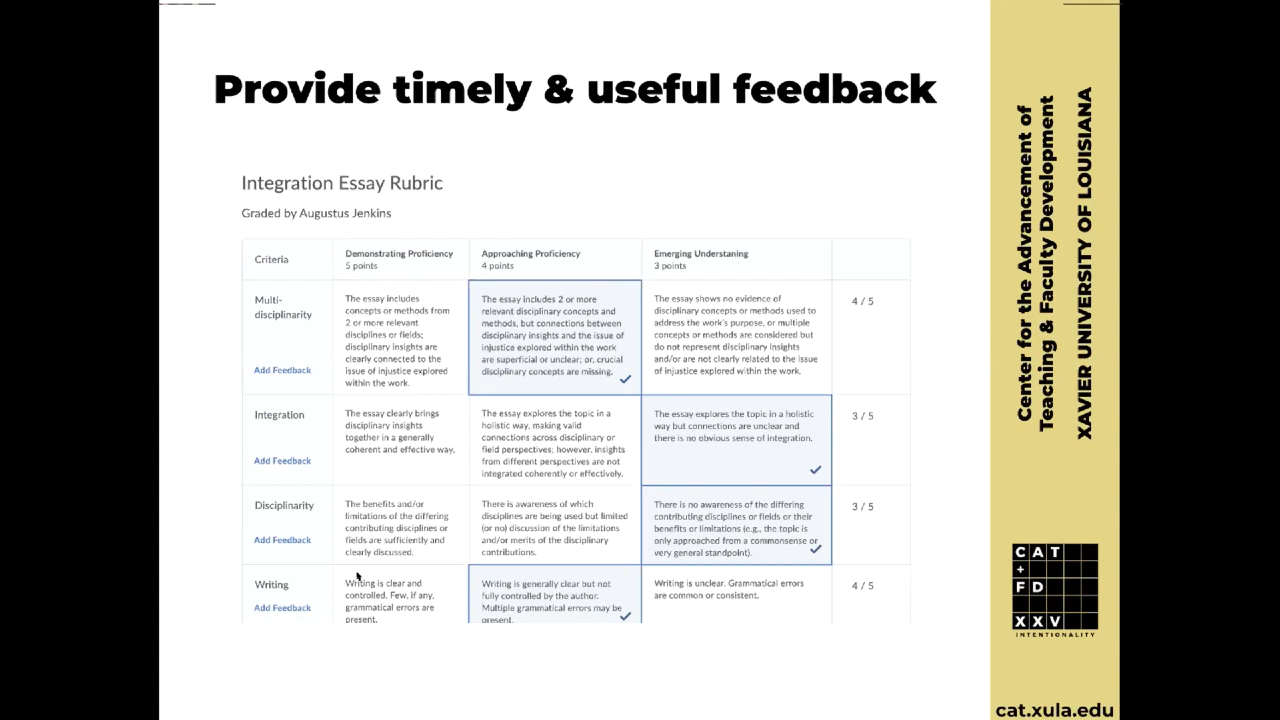 Provide timely & useful feedback
Integration Essay Rubric
Graded by Augustus Jenkins
Criteria
Demonstrating Proficiency
5 points
Approaching Proficiency
4 points
Emerging Understaning
3 points
Multi-
disciplinarity
Add Feedback
The essay includes
concepts or methods from
2 or more relevant
disciplines or fields;
disciplinary insights are
clearly connected to the
issue of injustice explored
within the work.
The essay includes 2 or more
relevant disciplinary concepts and
methods, but connections between
disciplinary insights and the issue of
injustice explored within the work
are superficial or unclear; or, crucial
disciplinary concepts are missing.
The essay shows no evidence of
disciplinary concepts or methods used to
address the work's purpose, or multiple
concepts or methods are considered but
do not represent disciplinary insights
and/or are not clearly related to the issue
of injustice explored within the work.
4 / 5
Integration
Add Feedback
The essay clearly brings
disciplinary insights
together in a generally
coherent and effective way.
The essay explores the topic in a
holistic way, making valid
connections across disciplinary or
field perspectives; however, insights
from different perspectives are not
integrated coherently or effectively.
The essay explores the topic in a holistic
way but connections are unclear and
there is no obvious sense of integration.
3 / 5
Disciplinarity
Add Feedback
The benefits and/or
limitations of the differing
contributing disciplines or
fields are sufficiently and
clearly discussed.
There is awareness of which
disciplines are being used but limited
(or no) discussion of the limitations
and/or merits of the disciplinary
contributions.
There is no awareness of the differing
contributing disciplines or fields or their
benefits or limitations (e.g., the topic is
only approached from a commonsense or
very general standpoint).
3 / 5
Writing
Add Feedback
Writing is clear and
controlled. Few, if any,
grammatical errors are
present.
Writing is generally clear but not
fully controlled by the author.
Multiple grammatical errors may be
present.
Writing is unclear. Grammatical errors
are common or consistent.
4 / 5
Center for the Advancement of
Teaching & Faculty Development
XAVIER UNIVERSITY OF LOUISIANA
CAT
+
FD
XXV
INTENTIONALITY
cat.xula.edu